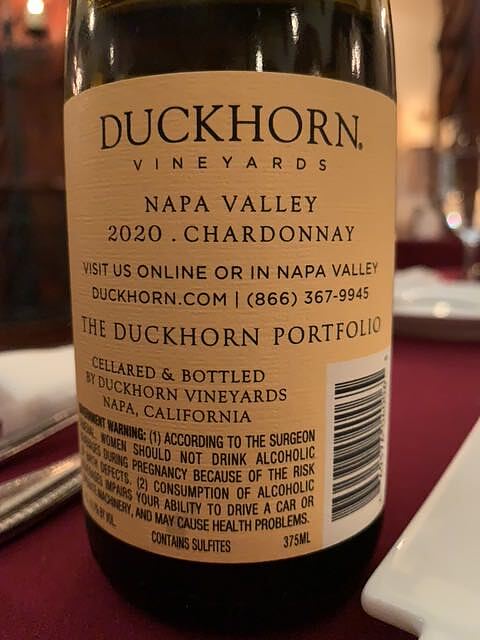 DUCKHORN.
VINEYARDS
NAPA VALLEY
2020 . CHARDONNAY
VISIT US ONLINE OR IN NAPA VALLEY
DUCKHORN.COM | (866) 367-9945
THE DUCKHORN PORTFOLIO
CELLARED & BOTTLED
BY DUCKHORN VINEYARDS
NAPA, CALIFORNIA
WARNING: (1) ACCORDING TO THE SURGEON
WOMEN SHOULD NOT DRINK ALCOHOLIC
DURING PREGNANCY BECAUSE OF THE RISK
DEFECTS. (2) CONSUMPTION OF ALCOHOLIC
IMPAIRS YOUR ABILITY TO DRIVE A CAR OR
MACHINERY, AND MAY CAUSE HEALTH PROBLEMS.
BY VOL.
CONTAINS SULFITES
375ML